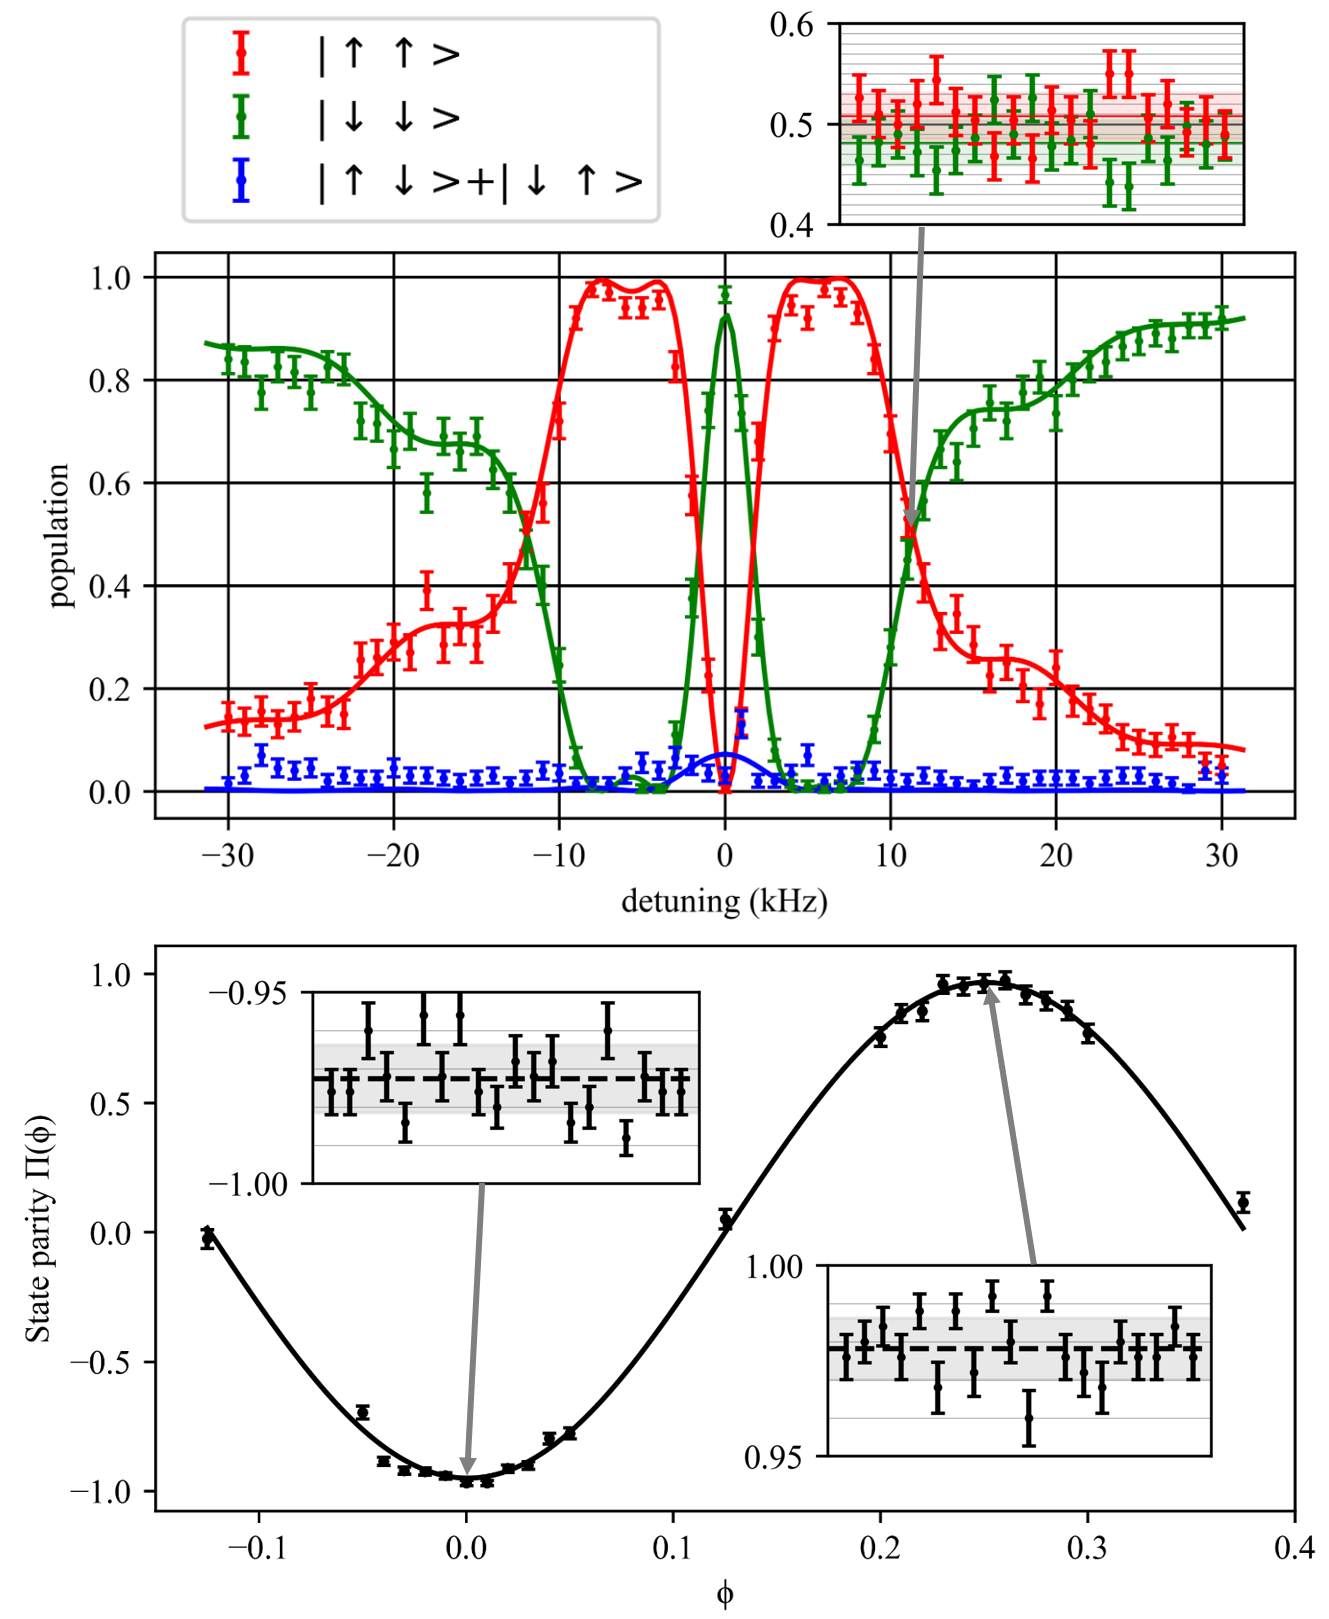 | ↑ ↑ >
| ↓ ↓ >
| ↑ ↓ >+| ↓ ↑ >
0.6
0.5
0.4
1.0
0.8
0.6
0.4
0.2
0.0
population
−30 −20 −10 0 10 20 30
detuning (kHz)
1.0
0.5
0.0
−0.5
−1.0
State parity Π(ϕ)
−0.95
−1.00
1.00
0.95
−0.1 0.0 0.1 0.2 0.3 0.4
ϕ